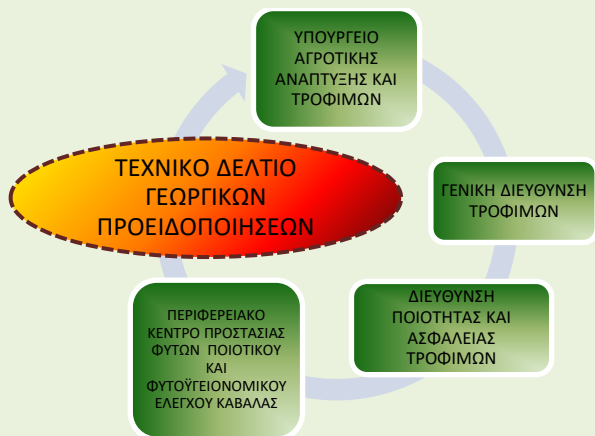 ΥΠΟΥΡΓΕΙΟ
ΑΓΡΟΤΙΚΗΣ
ΑΝΑΠΤΥΞΗΣ ΚΑΙ
ΤΡΟΦΙΜΩΝ
ΓΕΝΙΚΗ ΔΙΕΥΘΥΝΣΗ
ΤΡΟΦΙΜΩΝ
ΔΙΕΥΘΥΝΣΗ
ΠΟΙΟΤΗΤΑΣ ΚΑΙ
ΑΣΦΑΛΕΙΑΣ
ΤΡΟΦΙΜΩΝ
ΠΕΡΙΦΕΡΕΙΑΚΟ
ΚΕΝΤΡΟ ΠΡΟΣΤΑΣΙΑΣ
ΦΥΤΩΝ ΠΟΙΟΤΙΚΟΥ
ΚΑΙ
ΦΥΤΟΫΓΕΙΟΝΟΜΙΚΟΥ
ΕΛΕΓΧΟΥ ΚΑΒΑΛΑΣ
ΤΕΧΝΙΚΟ ΔΕΛΤΙΟ
ΓΕΩΡΓΙΚΩΝ
ΠΡΟΕΙΔΟΠΟΙΗΣΕΩΝ